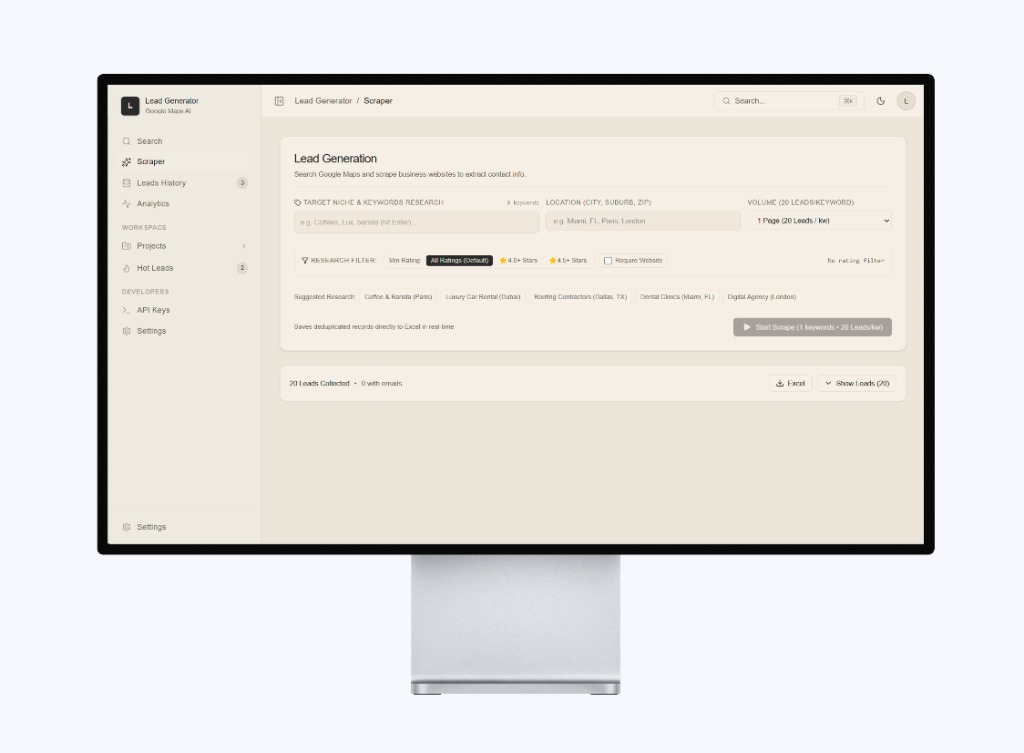 L
Lead Generator
Google Maps AI
Search
Scraper
Leads History 3
Analytics
WORKSPACE
Projects
Hot Leads 2
DEVELOPERS
API Keys
Settings
Settings
Lead Generator / Scraper
Search... ⌘K
L
Lead Generation
Search Google Maps and scrape business websites to extract contact info.
TARGET NICHE & KEYWORDS RESEARCH 0 keywords
e.g. Coffees, Lux, barista (hit Enter)...
LOCATION (CITY, SUBURB, ZIP)
e.g. Miami, FL, Paris, London
VOLUME (20 LEADS/KEYWORD)
1 Page (20 Leads / kw)
RESEARCH FILTER: Min Rating: All Ratings (Default) 4.0+ Stars 4.5+ Stars Require Website No rating filter
Suggested Research: Coffee & Barista (Paris) Luxury Car Rental (Dubai) Roofing Contractors (Dallas, TX) Dental Clinics (Miami, FL) Digital Agency (London)
Saves deduplicated records directly to Excel in real-time
Start Scrape (1 keywords • 20 Leads/kw)
20 Leads Collected • 0 with emails
Excel
Show Leads (20)